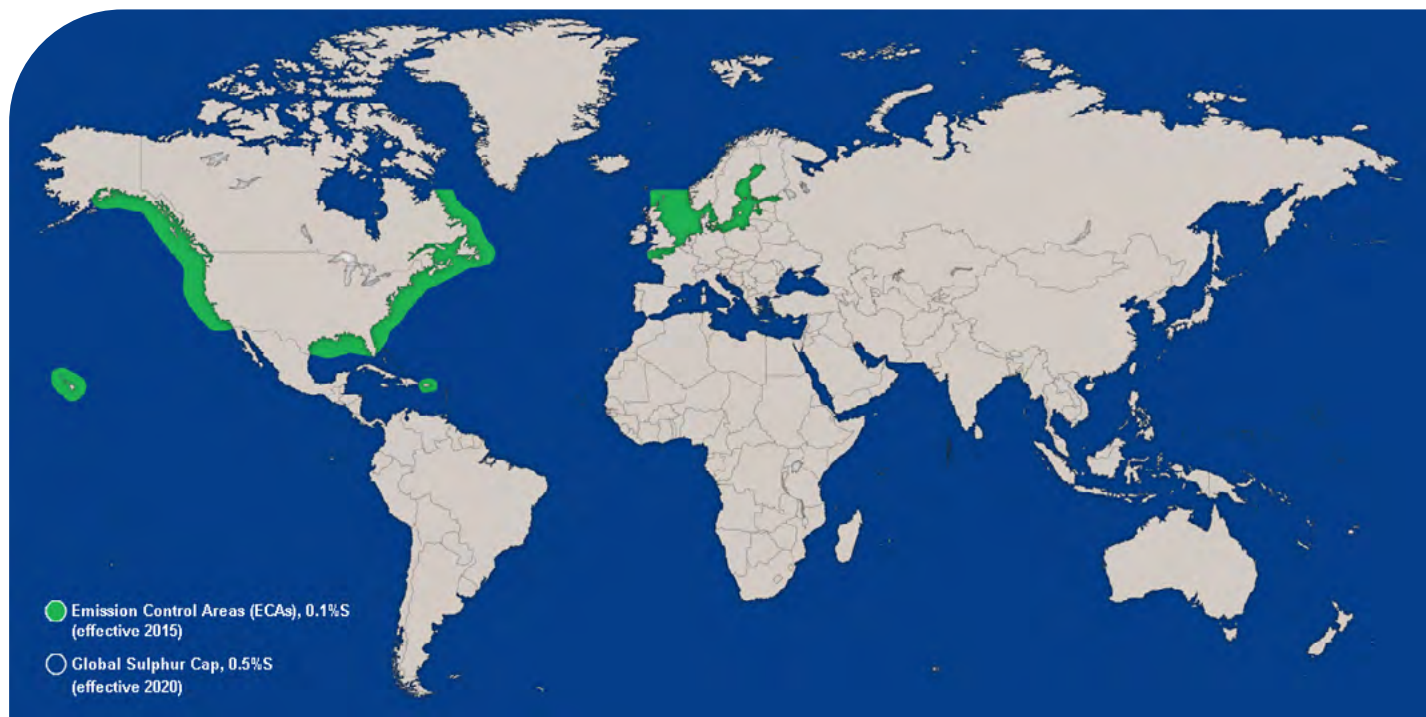 Emission Control Areas (ECAs), 0.1%S
(effective 2015)
Global Sulphur Cap, 0.5%S
(effective 2020)